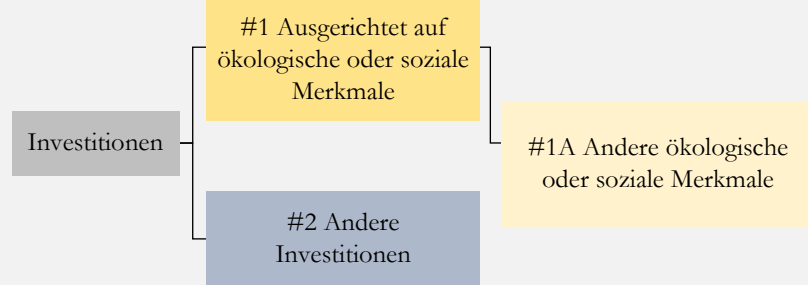 #1 Ausgerichtet auf
ökologische oder soziale
Merkmale
Investitionen
#1A Andere ökologische
oder soziale Merkmale
#2 Andere
Investitionen